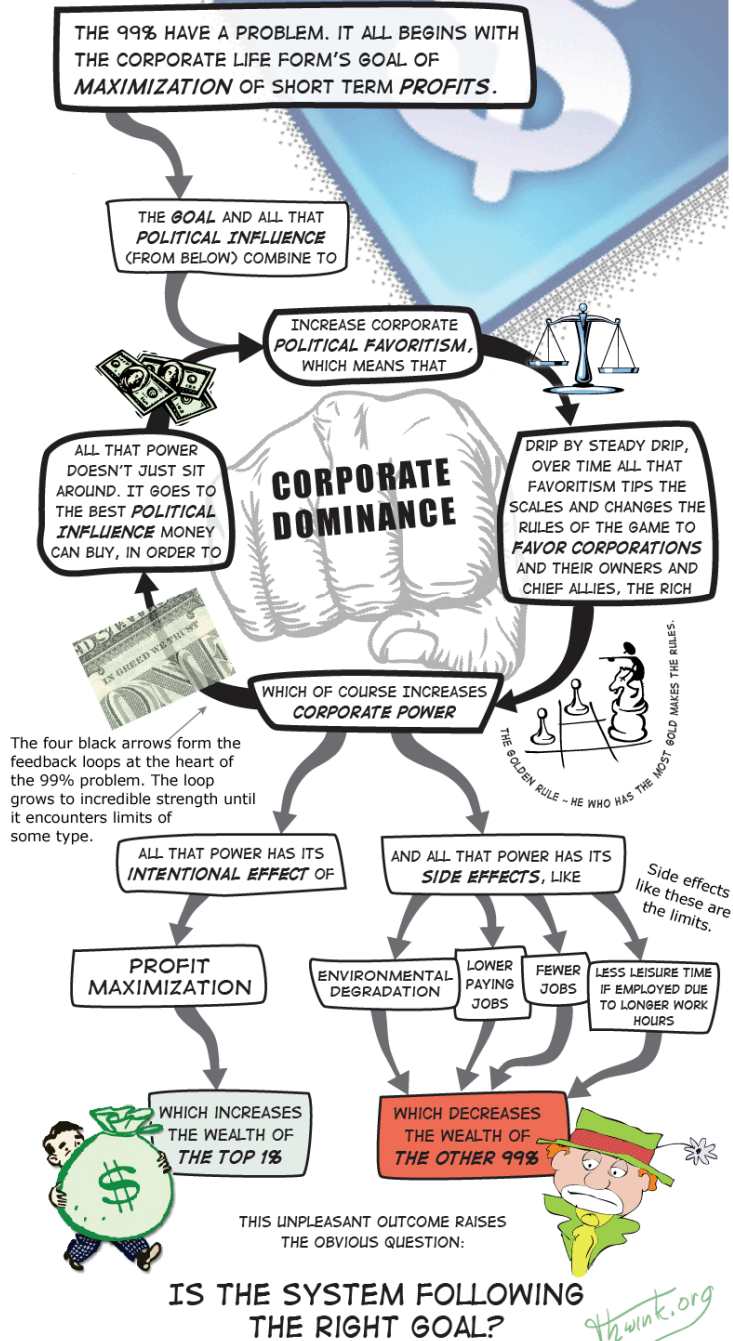 THE 99% HAVE A PROBLEM. IT ALL BEGINS WITH
THE CORPORATE LIFE FORM'S GOAL OF
MAXIMIZATION OF SHORT TERM PROFITS.
THE GOAL AND ALL THAT
POLITICAL INFLUENCE
(FROM BELOW) COMBINE TO
INCREASE CORPORATE
POLITICAL FAVORITISM,
WHICH MEANS THAT
DRIP BY STEADY DRIP,
OVER TIME ALL THAT
FAVORITISM TIPS THE
SCALES AND CHANGES THE
RULES OF THE GAME TO
FAVOR CORPORATIONS
AND THEIR OWNERS AND
CHIEF ALLIES, THE RICH
CORPORATE
DOMINANCE
ALL THAT POWER
DOESN'T JUST SIT
AROUND. IT GOES TO
THE BEST POLITICAL
INFLUENCE MONEY
CAN BUY, IN ORDER TO
IN GREED WE TRUST
ONE
WHICH OF COURSE INCREASES
CORPORATE POWER
THE GOLDEN RULE - HE WHO HAS THE MOST GOLD MAKES THE RULES.
The four black arrows form the
feedback loops at the heart of
the 99% problem. The loop
grows to incredible strength until
it encounters limits of
some type.
ALL THAT POWER HAS ITS
INTENTIONAL EFFECT OF
AND ALL THAT POWER HAS ITS
SIDE EFFECTS, LIKE
Side effects
like these are
the limits.
PROFIT
MAXIMIZATION
ENVIRONMENTAL
DEGRADATION
LOWER
PAYING
JOBS
FEWER
JOBS
LESS LEISURE TIME
IF EMPLOYED DUE
TO LONGER WORK
HOURS
WHICH INCREASES
THE WEALTH OF
THE TOP 1%
WHICH DECREASES
THE WEALTH OF
THE OTHER 99%
$
THIS UNPLEASANT OUTCOME RAISES
THE OBVIOUS QUESTION:
IS THE SYSTEM FOLLOWING
THE RIGHT GOAL?
thwink.org